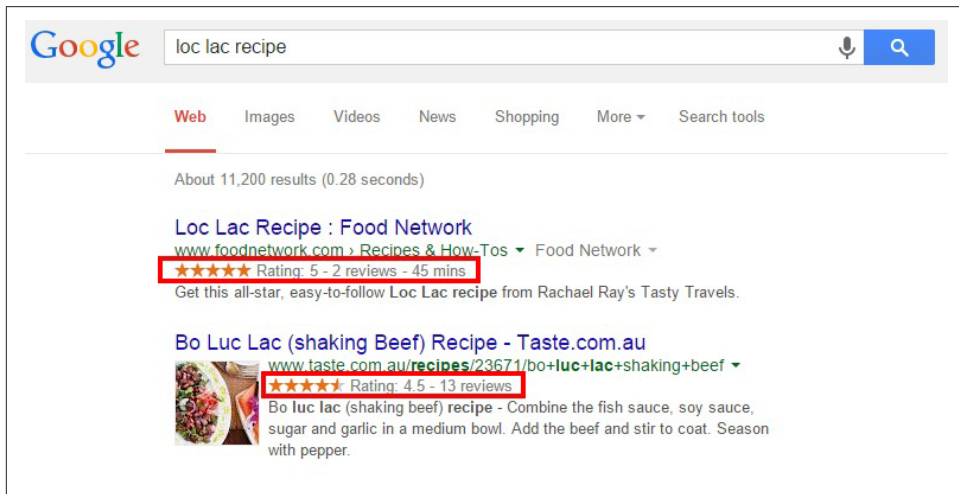 Google loc lac recipe
Web Images Videos News Shopping More Search tools
About 11,200 results (0.28 seconds)
Loc Lac Recipe : Food Network
www.foodnetwork.com › Recipes & How-Tos Food Network
Rating: 5 - 2 reviews - 45 mins
Get this all-star, easy-to-follow Loc Lac recipe from Rachael Ray's Tasty Travels.
Bo Luc Lac (shaking Beef) Recipe - Taste.com.au
www.taste.com.au/recipes/23671/bo+luc+lac+shaking+beef
Rating: 4.5 - 13 reviews
Bo luc lac (shaking beef) recipe - Combine the fish sauce, soy sauce,
sugar and garlic in a medium bowl. Add the beef and stir to coat. Season
with pepper.